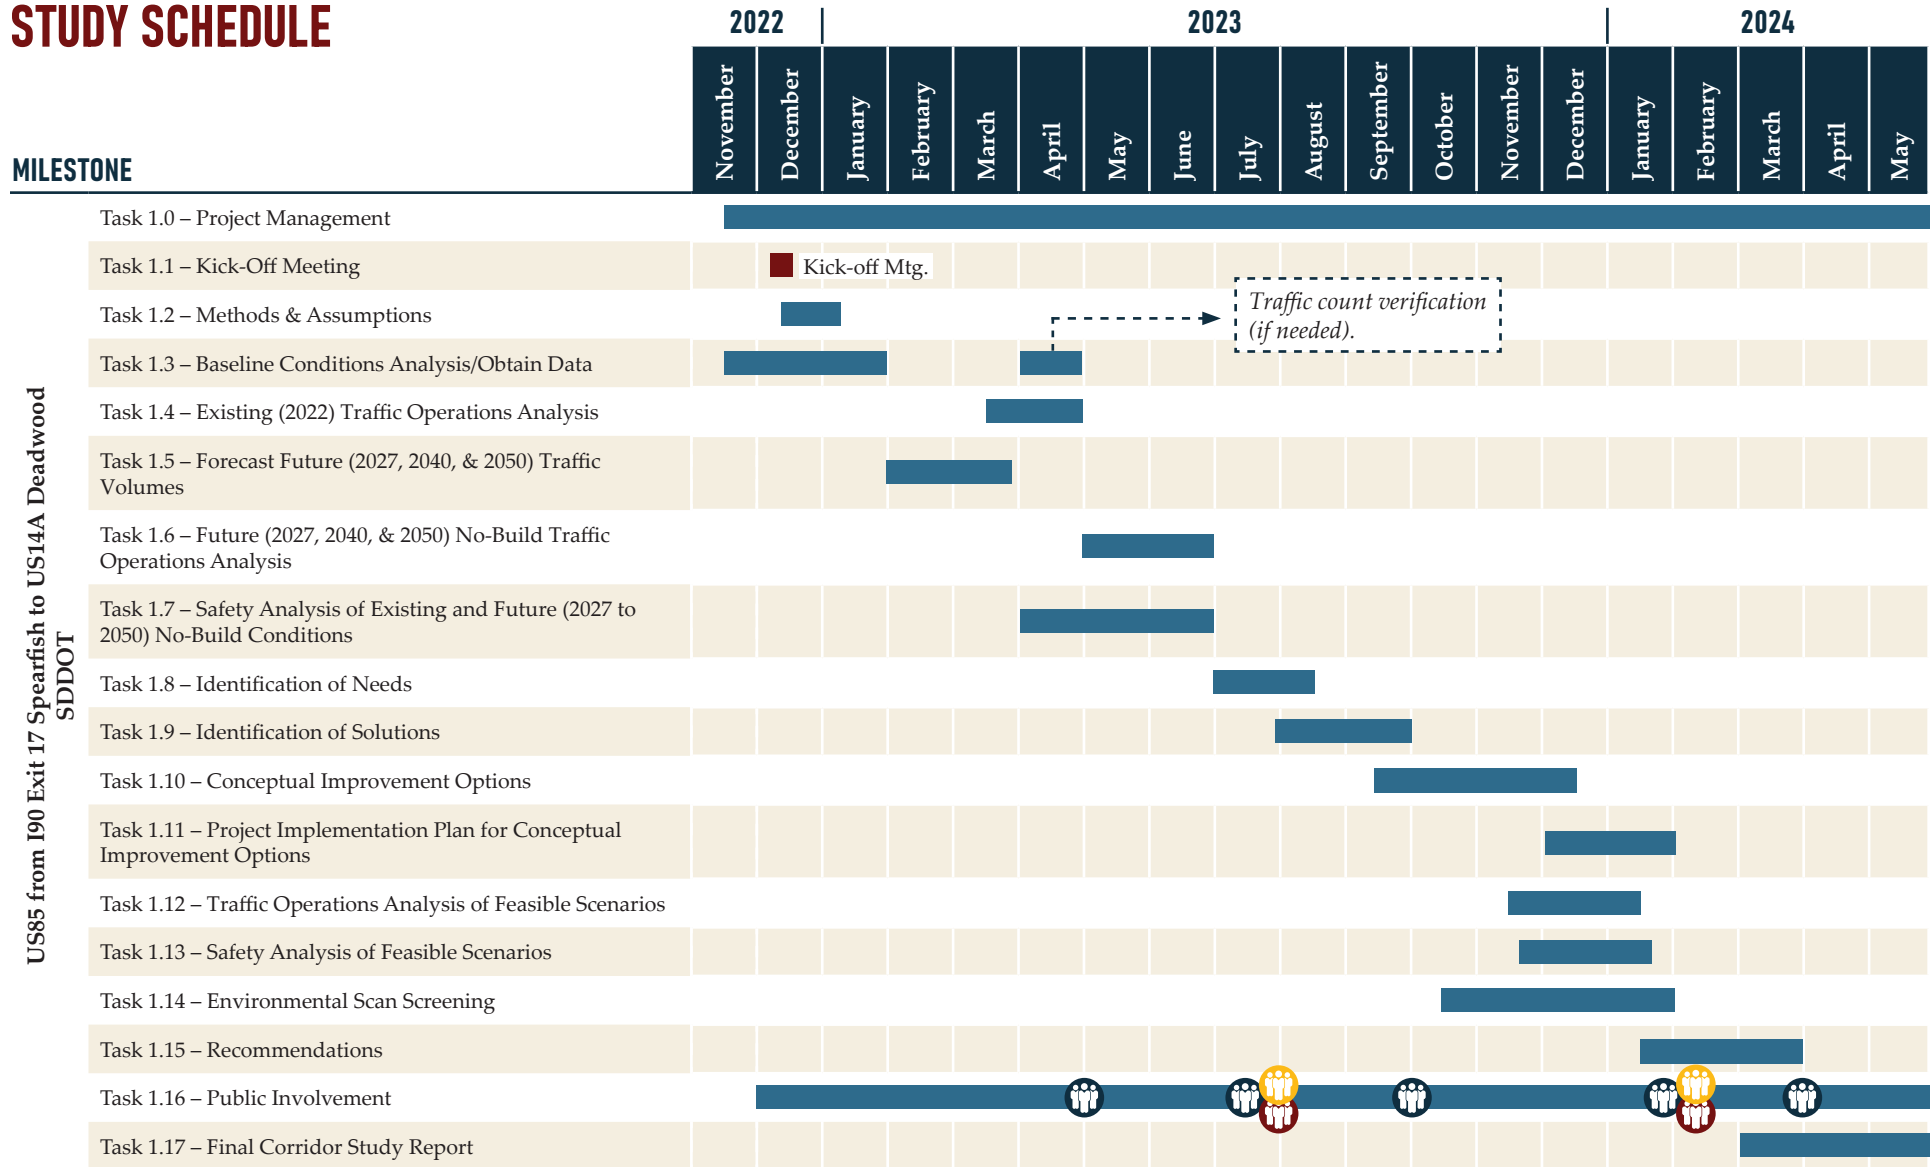 STUDY SCHEDULE
2022
2023
2024
MILESTONE
November
December
January
February
March
April
May
June
July
August
September
October
November
December
January
February
March
April
May
US85 from I90 Exit 17 Spearfish to US14A Deadwood
SDDOT
Task 1.0 – Project Management
Task 1.1 – Kick-Off Meeting
Kick-off Mtg.
Task 1.2 – Methods & Assumptions
Traffic count verification
(if needed).
Task 1.3 – Baseline Conditions Analysis/Obtain Data
Task 1.4 – Existing (2022) Traffic Operations Analysis
Task 1.5 – Forecast Future (2027, 2040, & 2050) Traffic
Volumes
Task 1.6 – Future (2027, 2040, & 2050) No-Build Traffic
Operations Analysis
Task 1.7 – Safety Analysis of Existing and Future (2027 to
2050) No-Build Conditions
Task 1.8 – Identification of Needs
Task 1.9 – Identification of Solutions
Task 1.10 – Conceptual Improvement Options
Task 1.11 – Project Implementation Plan for Conceptual
Improvement Options
Task 1.12 – Traffic Operations Analysis of Feasible Scenarios
Task 1.13 – Safety Analysis of Feasible Scenarios
Task 1.14 – Environmental Scan Screening
Task 1.15 – Recommendations
Task 1.16 – Public Involvement
Task 1.17 – Final Corridor Study Report